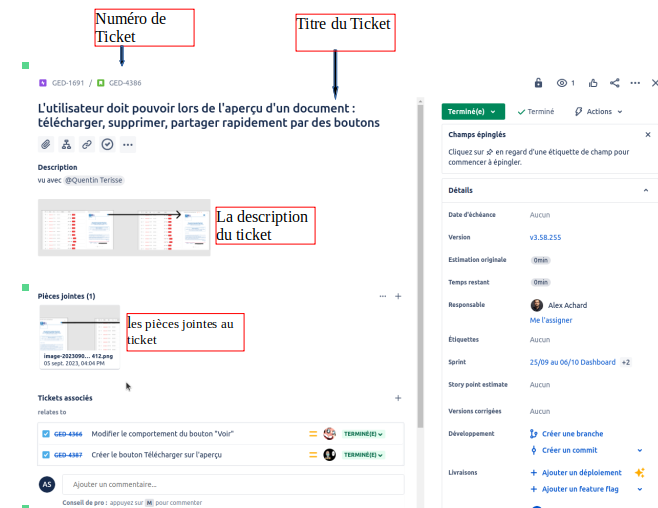 Numéro de
Ticket
Titre du Ticket
GED-1691 / GED-4386
1
L'utilisateur doit pouvoir lors de l'aperçu d'un document :
télécharger, supprimer, partager rapidement par des boutons
Description
vu avec @Quentin Terisse
La description
du ticket
Pièces jointes (1)
les pièces jointes au
ticket
image-2023090... 412.png
05 sept. 2023, 04:04 PM
Tickets associés
relates to
GED-4366 Modifier le comportement du bouton "Voir" TERMINÉ(E)
GED-4387 Créer le bouton Télécharger sur l'aperçu TERMINÉ(E)
AS Ajouter un commentaire...
Conseil de pro : appuyez sur M pour commenter
Terminé(e) Terminé Actions
Champs épinglés
Cliquez sur en regard d'une étiquette de champ pour
commencer à épingler.
Détails
Date d'échéance Aucun
Version v3.58.255
Estimation originale 0min
Temps restant 0min
Responsable Alex Achard
Me l'assigner
Étiquettes Aucun
Sprint 25/09 au 06/10 Dashboard +2
Story point estimate Aucun
Versions corrigées Aucun
Développement Créer une branche
Créer un commit
Livraisons Ajouter un déploiement
Ajouter un feature flag